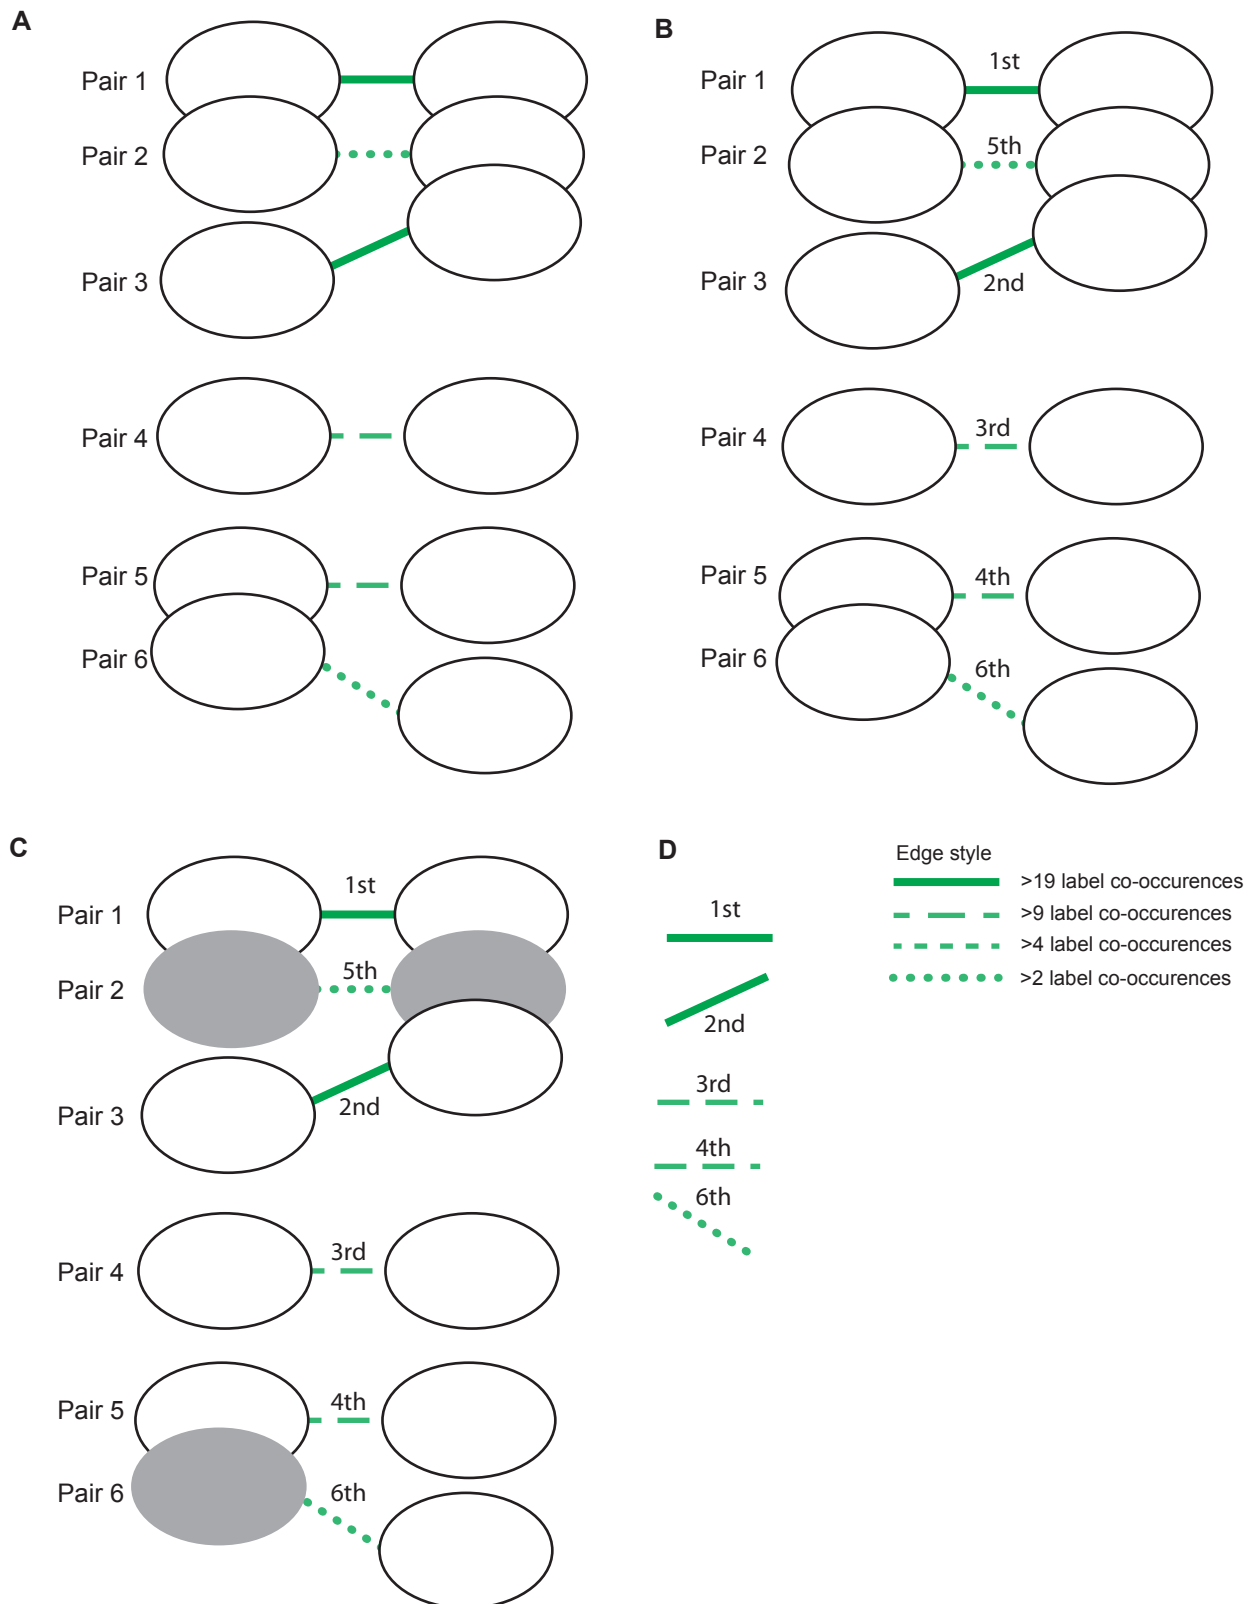 A
Pair 1
Pair 2
Pair 3
Pair 4
Pair 5
Pair 6
B
Pair 1
1st
Pair 2
5th
Pair 3
2nd
Pair 4
3rd
Pair 5
4th
Pair 6
6th
C
Pair 1
1st
Pair 2
5th
Pair 3
2nd
Pair 4
3rd
Pair 5
4th
Pair 6
6th
D
1st
2nd
3rd
4th
6th
Edge style
>19 label co-occurences
>9 label co-occurences
>4 label co-occurences
>2 label co-occurences